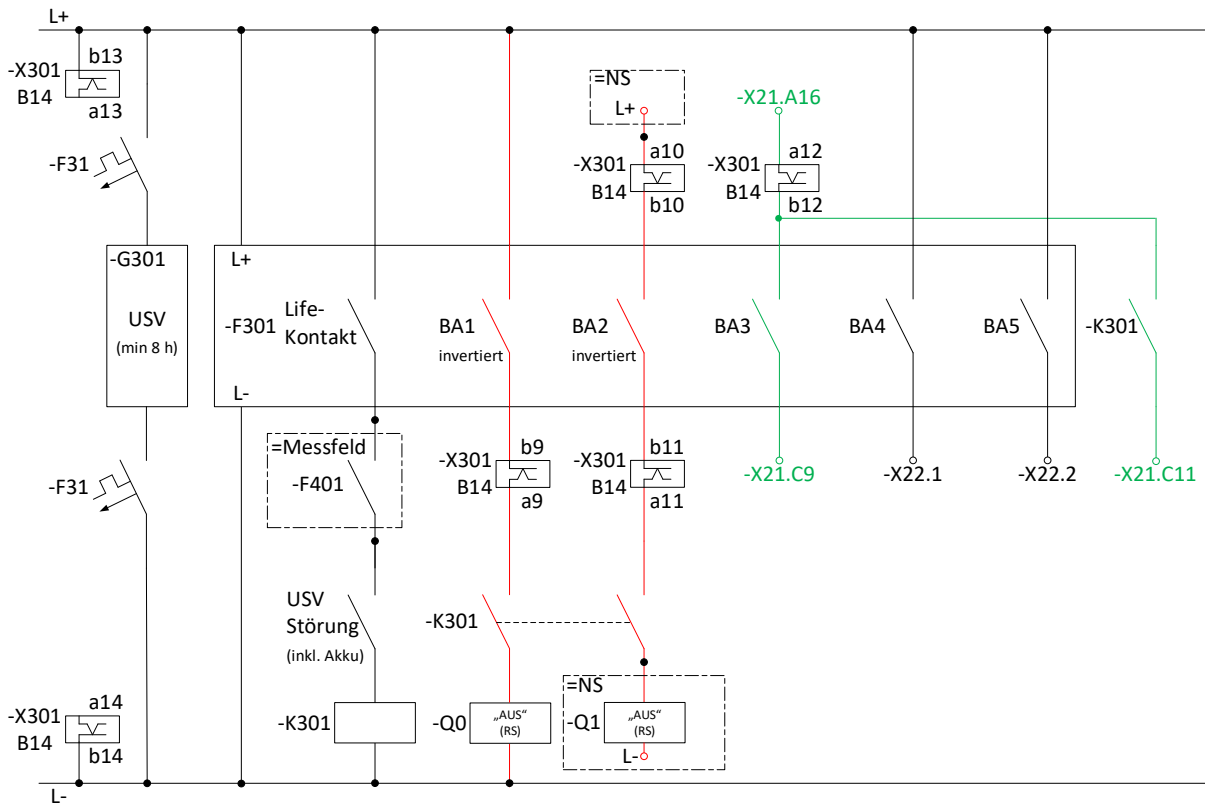 L+
b13
-X301
B14
a13
-F31
-G301
USV
(min 8 h)
-F31
a14
-X301
B14
b14
L-
=NS
L+
a10
-X301
B14
b10
-X21.A16
a12
-X301
B14
b12
L+
-F301
Life-
Kontakt
L-
BA1
invertiert
BA2
invertiert
BA3
BA4
BA5
-K301
=Messfeld
-F401
b9
-X301
B14
a9
b11
-X301
B14
a11
-X21.C9
-X22.1
-X22.2
-X21.C11
USV
Störung
(inkl. Akku)
-K301
-K301
-Q0
„AUS“
(RS)
=NS
-Q1
„AUS“
(RS)
L-